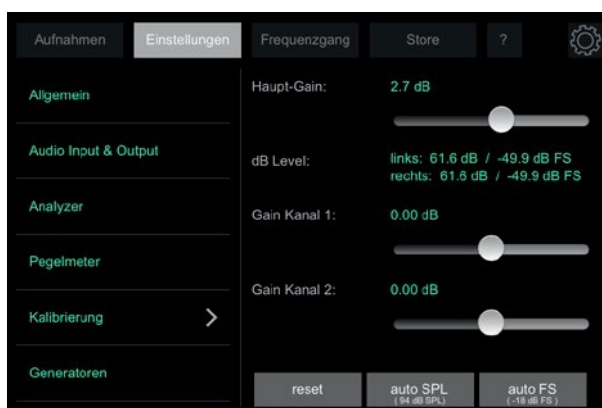 Aufnahmen Einstellungen Frequenzgang Store ?
Allgemein
Audio Input & Output
Analyzer
Pegelmeter
Kalibrierung
Generatoren
Haupt-Gain: 2.7 dB
dB Level: links: 61.6 dB / -49.9 dB FS
rechts: 61.6 dB / -49.9 dB FS
Gain Kanal 1: 0.00 dB
Gain Kanal 2: 0.00 dB
reset auto SPL auto FS
( 94 dB SPL) ( -18 dB FS )